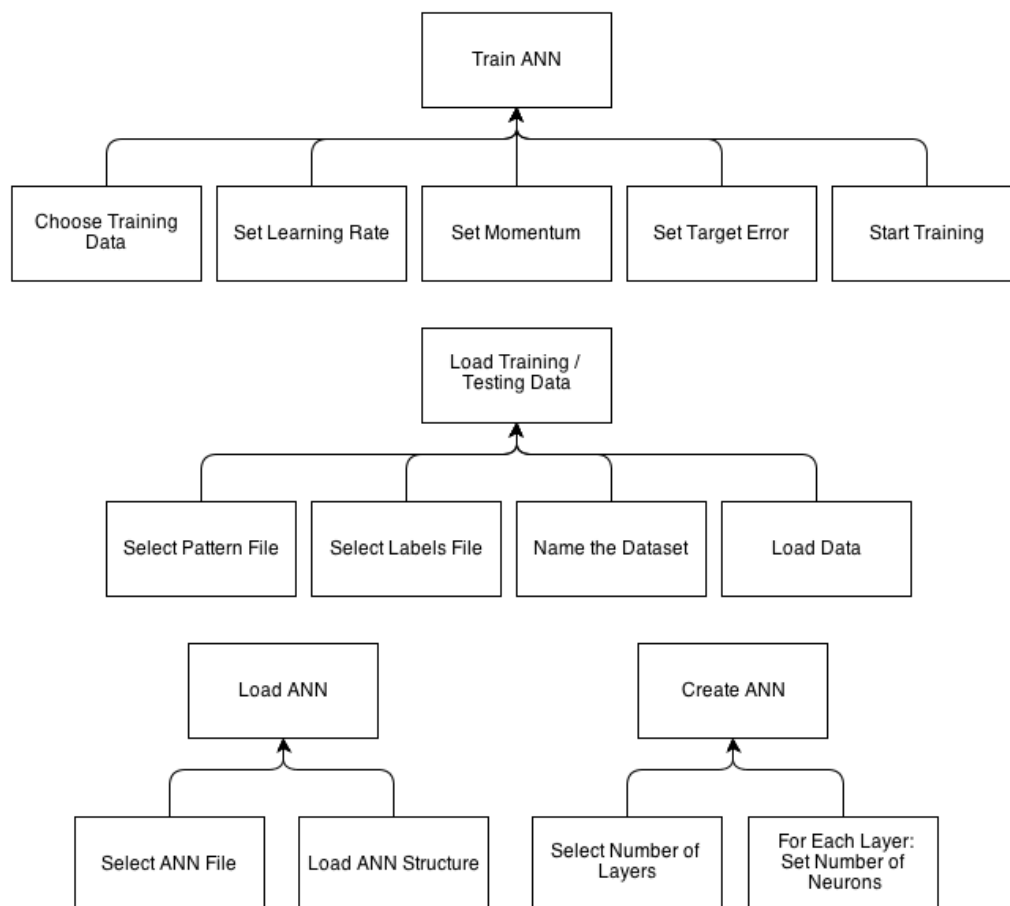 Train ANN
Choose Training
Data
Set Learning Rate
Set Momentum
Set Target Error
Start Training
Load Training /
Testing Data
Select Pattern File
Select Labels File
Name the Dataset
Load Data
Load ANN
Create ANN
Select ANN File
Load ANN Structure
Select Number of
Layers
For Each Layer:
Set Number of
Neurons